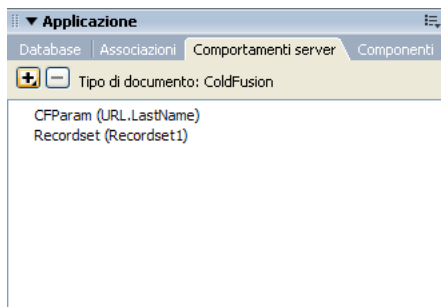 Applicazione
Database Associazioni Comportamenti server Componenti
Tipo di documento: ColdFusion
CFParam (URL.LastName)
Recordset (Recordset1)